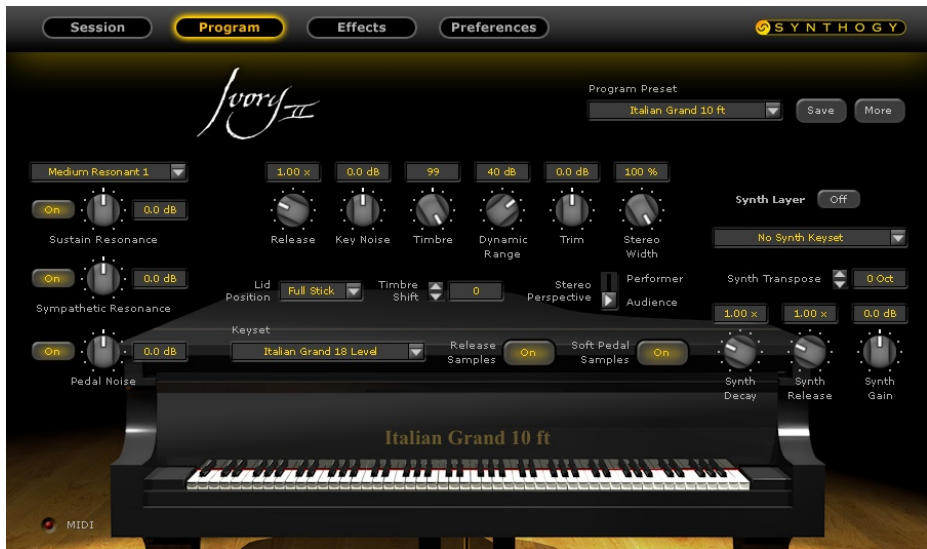 Session
Program
Effects
Preferences
SYNTHOGY
Ivory II
Program Preset
Italian Grand 10 ft
Save
More
Medium Resonant 1
1.00 x
0.0 dB
99
40 dB
0.0 dB
100 %
On
0.0 dB
Sustain Resonance
Release
Key Noise
Timbre
Dynamic
Range
Trim
Stereo
Width
Synth Layer
Off
No Synth Keyset
On
0.0 dB
Sympathetic Resonance
Lid
Position
Full Stick
Timbre
Shift
0
Stereo
Perspective
Performer
Audience
Synth Transpose
0 Oct
1.00 x
1.00 x
0.0 dB
Keyset
Italian Grand 18 Level
Release
Samples
On
Soft Pedal
Samples
On
On
0.0 dB
Pedal Noise
Synth
Decay
Synth
Release
Synth
Gain
Italian Grand 10 ft
MIDI